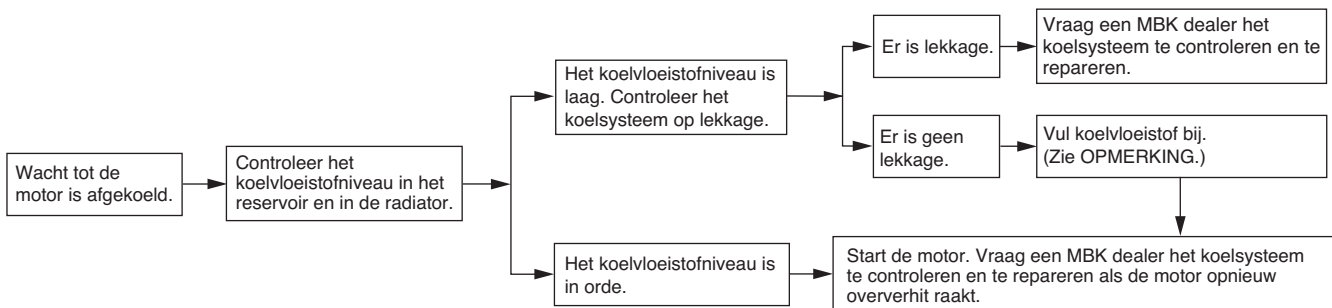 Wacht tot de
motor is afgekoeld.
Controleer het
koelvloeistofniveau in het
reservoir en in de radiator.
Het koelvloeistofniveau is
laag. Controleer het
koelsysteem op lekkage.
Er is lekkage.
Vraag een MBK dealer het
koelsysteem te controleren en te
repareren.
Er is geen
lekkage.
Vul koelvloeistof bij.
(Zie OPMERKING.)
Het koelvloeistofniveau is
in orde.
Start de motor. Vraag een MBK dealer het koelsysteem
te controleren en te repareren als de motor opnieuw
oververhit raakt.